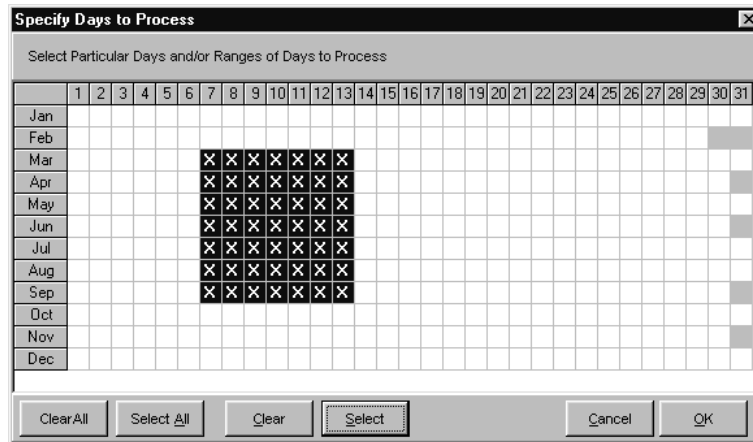 Specify Days to Process
Select Particular Days and/or Ranges of Days to Process
1 2 3 4 5 6 7 8 9 10 11 12 13 14 15 16 17 18 19 20 21 22 23 24 25 26 27 28 29 30 31
Jan
Feb
Mar X X X X X X X
Apr X X X X X X X
May X X X X X X X
Jun X X X X X X X
Jul X X X X X X X
Aug X X X X X X X
Sep X X X X X X X
Oct
Nov
Dec
ClearAll Select All Clear Select Cancel OK